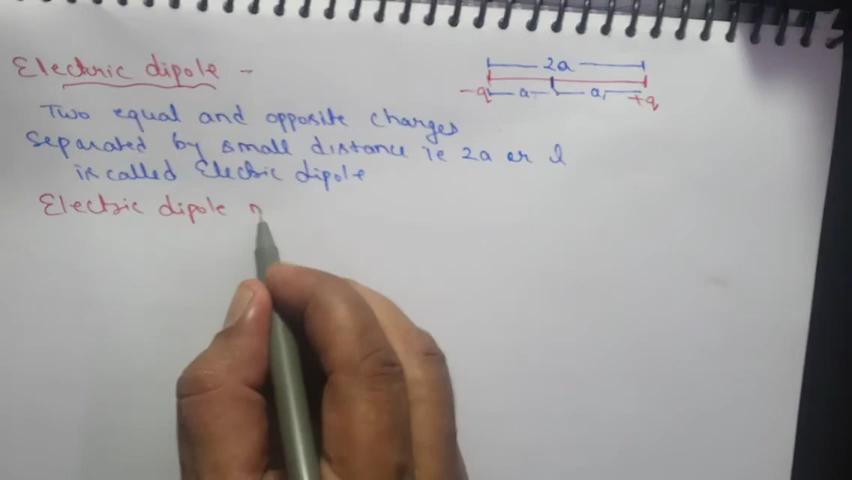 Electric dipole -
2a
-q a a +q
Two equal and opposite charges
separated by small distance ie 2a or l
is called Electric dipole
Electric dipole